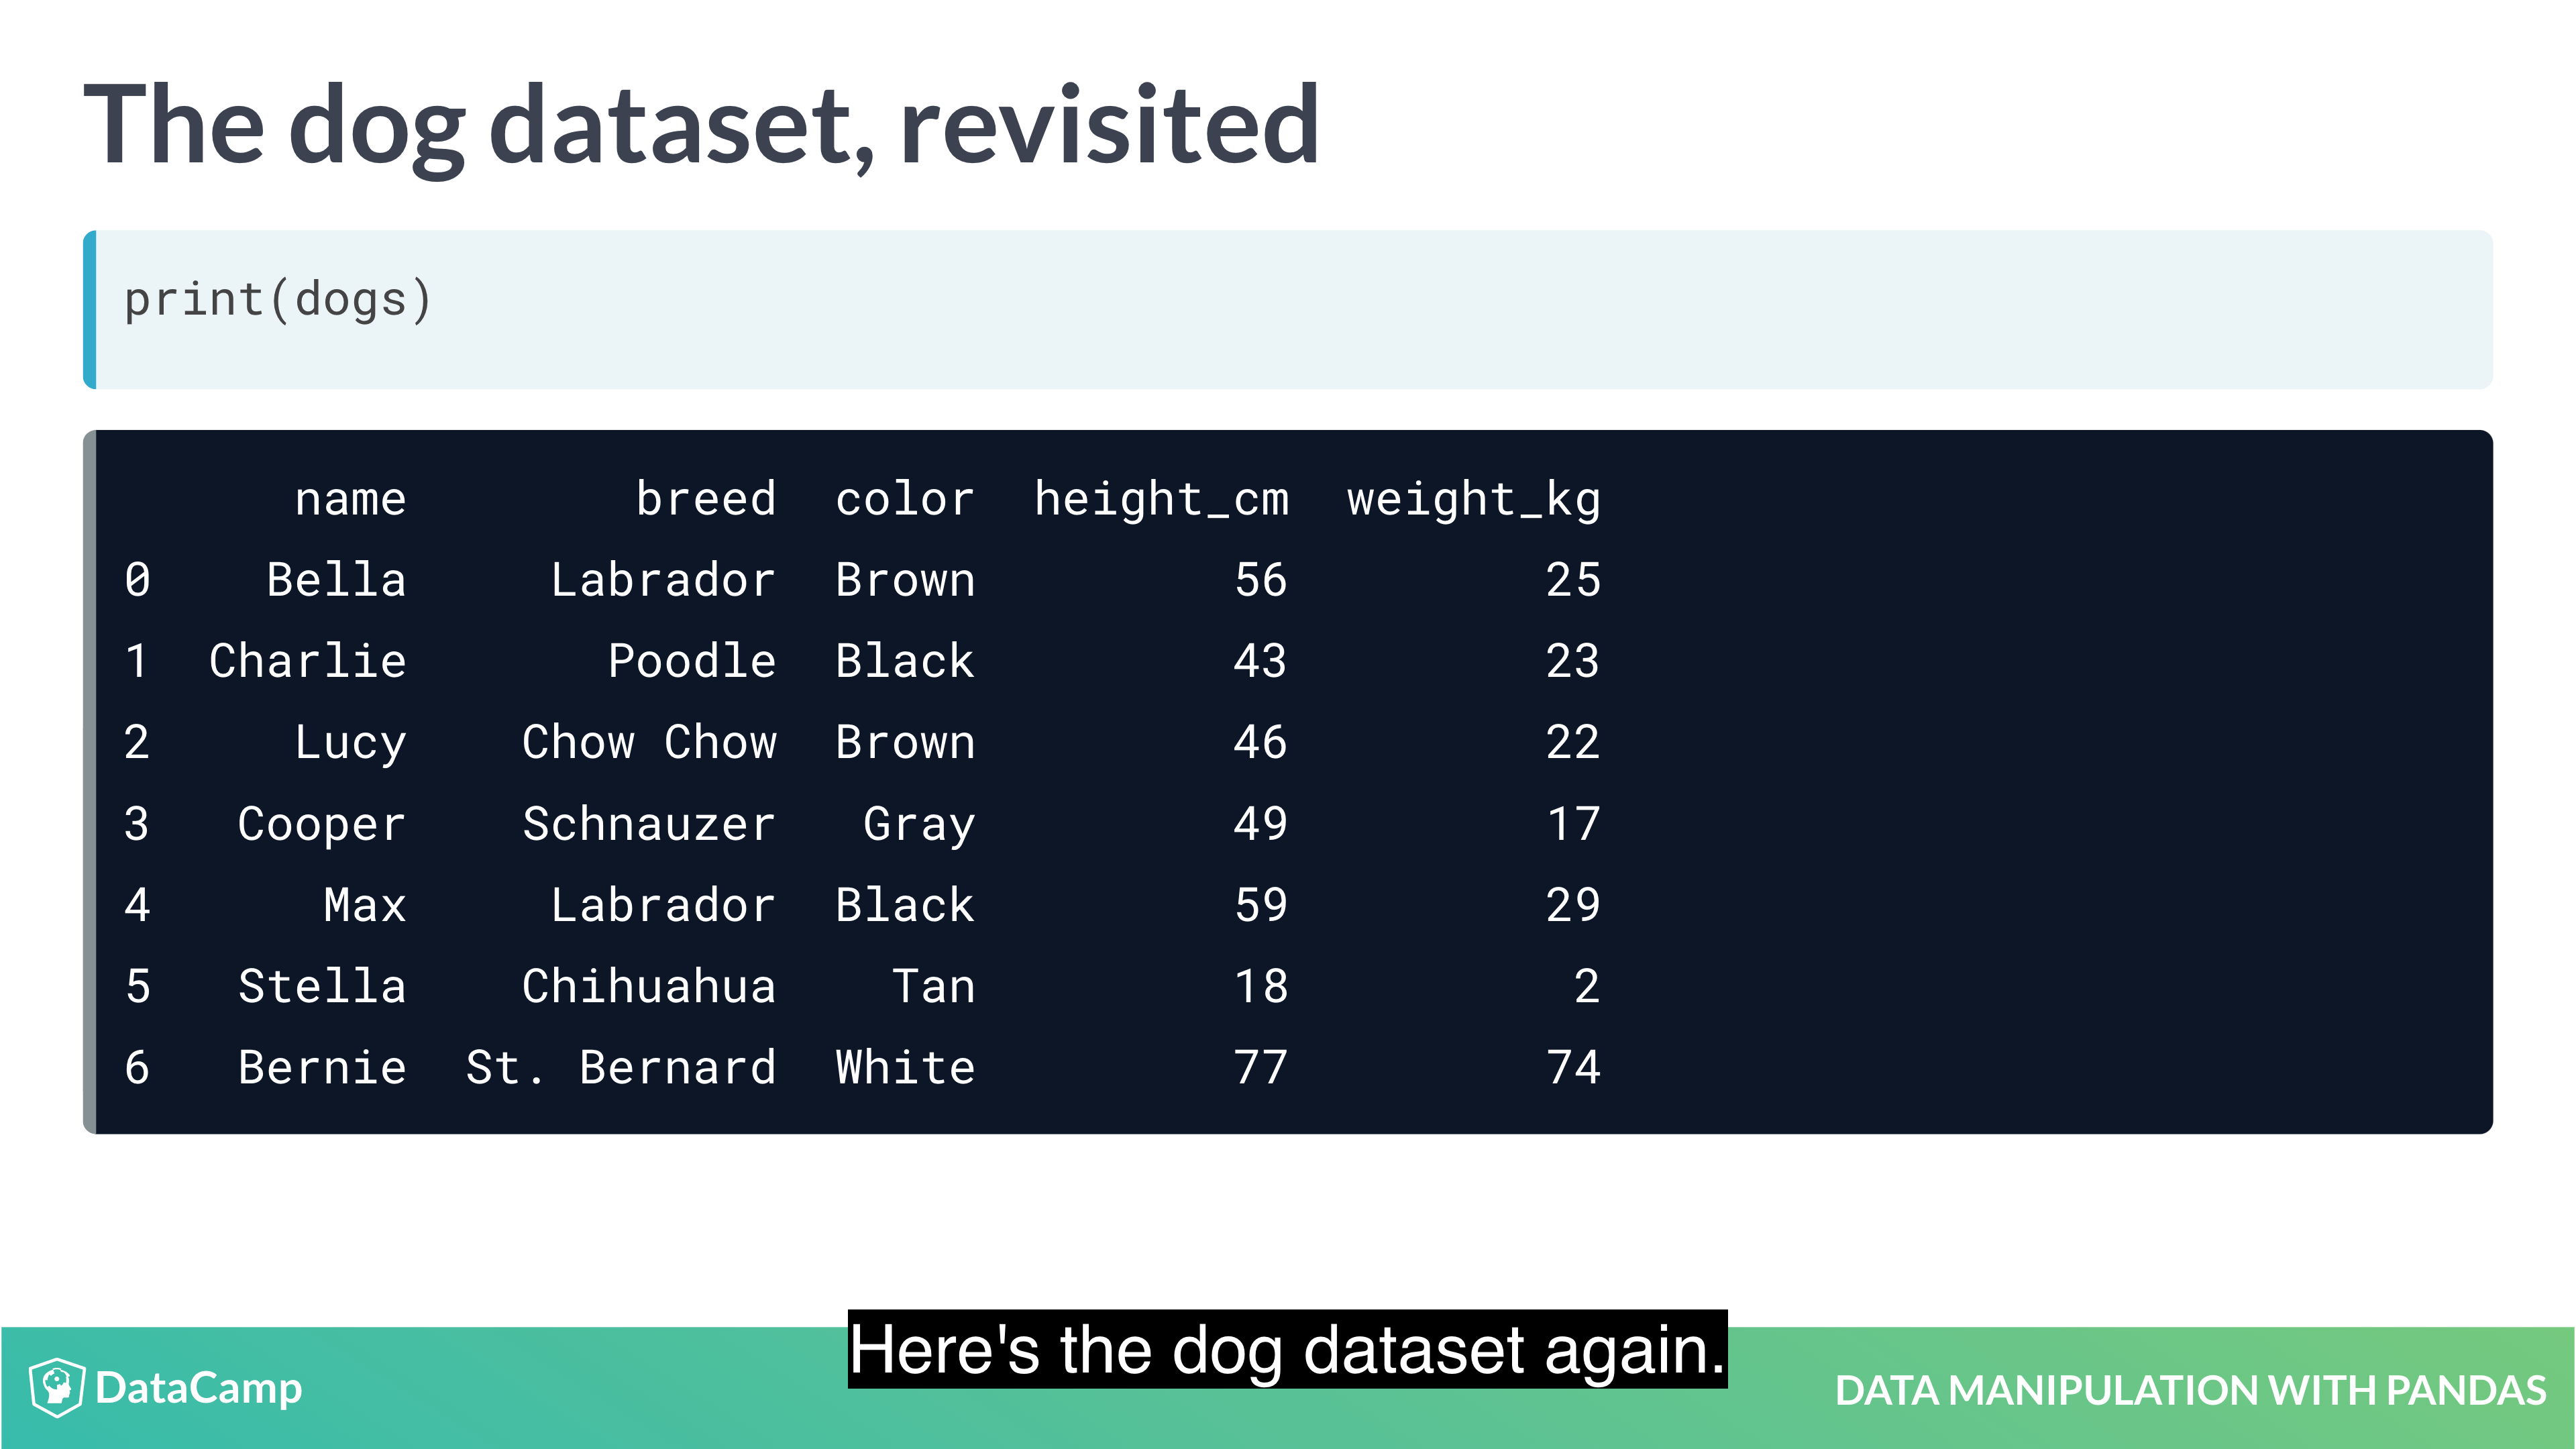 The dog dataset, revisited
print(dogs)
name breed color height_cm weight_kg
0 Bella Labrador Brown 56 25
1 Charlie Poodle Black 43 23
2 Lucy Chow Chow Brown 46 22
3 Cooper Schnauzer Gray 49 17
4 Max Labrador Black 59 29
5 Stella Chihuahua Tan 18 2
6 Bernie St. Bernard White 77 74
Here's the dog dataset again.
DataCamp
DATA MANIPULATION WITH PANDAS